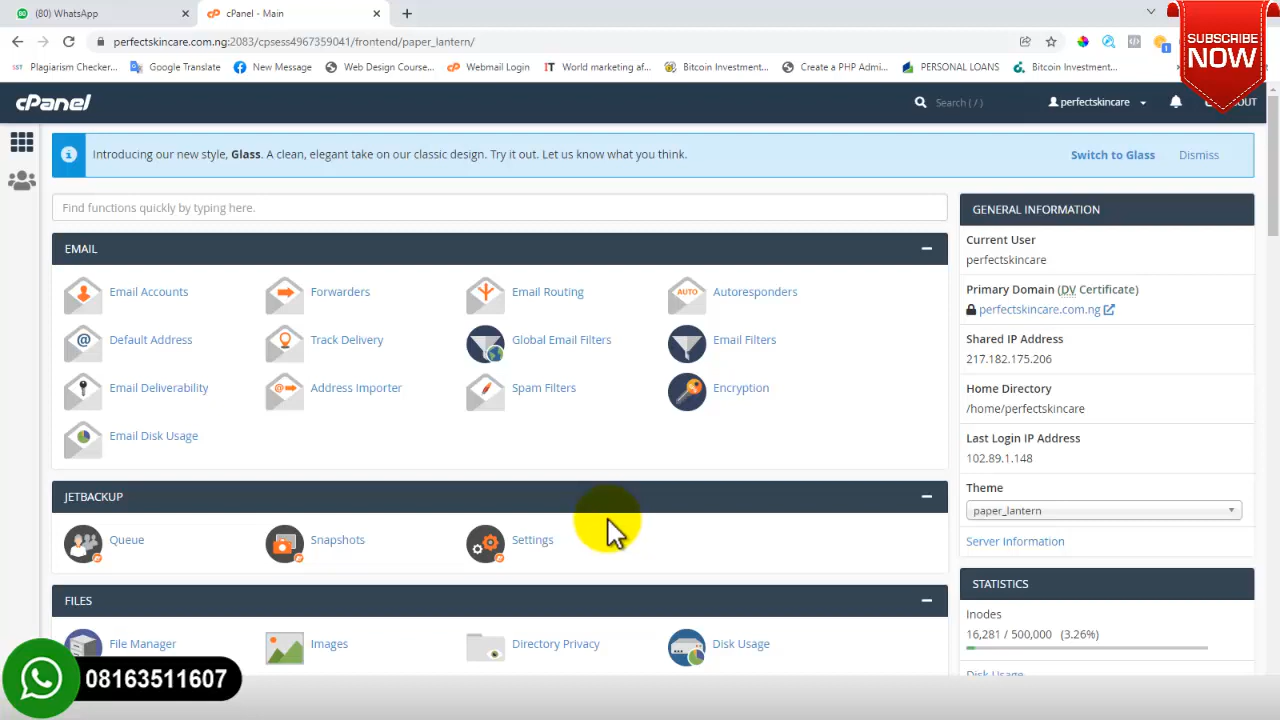 (80) WhatsApp
cPanel - Main
perfectskincare.com.ng:2083/cpsess4967359041/frontend/paper_lantern/
SUBSCRIBE
NOW
Plagiarism Checker...
Google Translate
New Message
Web Design Course...
Webmail Login
World marketing af...
Bitcoin Investment...
Create a PHP Admi...
PERSONAL LOANS
Bitcoin Investment...
cPanel
Search ( / )
perfectskincare
OUT
Introducing our new style, Glass. A clean, elegant take on our classic design. Try it out. Let us know what you think.
Switch to Glass
Dismiss
Find functions quickly by typing here.
EMAIL
Email Accounts
Forwarders
Email Routing
AUTO
Autoresponders
Default Address
Track Delivery
Global Email Filters
Email Filters
Email Deliverability
Address Importer
Spam Filters
Encryption
Email Disk Usage
JETBACKUP
Queue
Snapshots
Settings
FILES
File Manager
Images
Directory Privacy
Disk Usage
GENERAL INFORMATION
Current User
perfectskincare
Primary Domain (DV Certificate)
perfectskincare.com.ng
Shared IP Address
217.182.175.206
Home Directory
/home/perfectskincare
Last Login IP Address
102.89.1.148
Theme
paper_lantern
Server Information
STATISTICS
Inodes
16,281 / 500,000 (3.26%)
Disk Usage
08163511607